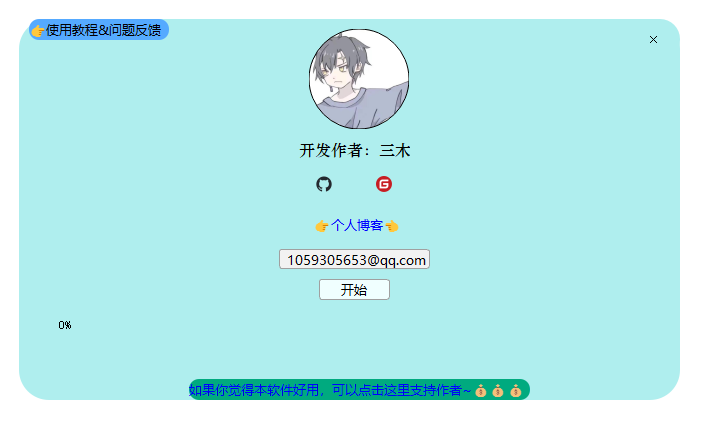 👉使用教程&问题反馈
×
开发作者：三木
👉个人博客👈
1059305653@qq.com
开始
0%
如果你觉得本软件好用，可以点击这里支持作者~💰💰💰